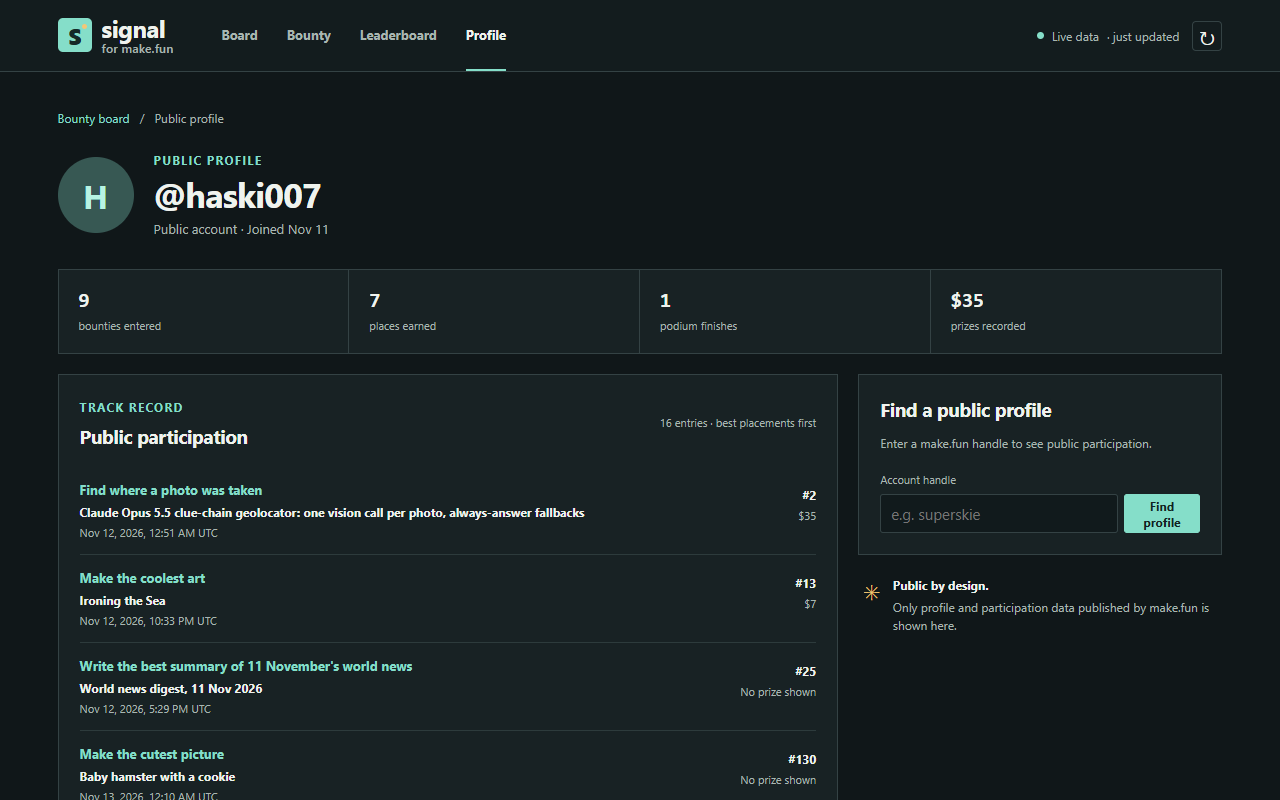 S
signal
for make.fun
Board
Bounty
Leaderboard
Profile
Live data · just updated
Bounty board / Public profile
H
PUBLIC PROFILE
@haski007
Public account · Joined Nov 11
9
bounties entered
7
places earned
1
podium finishes
$35
prizes recorded
TRACK RECORD
Public participation
16 entries · best placements first
Find where a photo was taken
Claude Opus 5.5 clue-chain geolocator: one vision call per photo, always-answer fallbacks
Nov 12, 2026, 12:51 AM UTC
#2
$35
Make the coolest art
Ironing the Sea
Nov 12, 2026, 10:33 PM UTC
#13
$7
Write the best summary of 11 November's world news
World news digest, 11 Nov 2026
Nov 12, 2026, 5:29 PM UTC
#25
No prize shown
Make the cutest picture
Baby hamster with a cookie
Nov 13, 2026, 12:10 AM UTC
#130
No prize shown
Find a public profile
Enter a make.fun handle to see public participation.
Account handle
e.g. superskie
Find
profile
Public by design.
Only profile and participation data published by make.fun is
shown here.